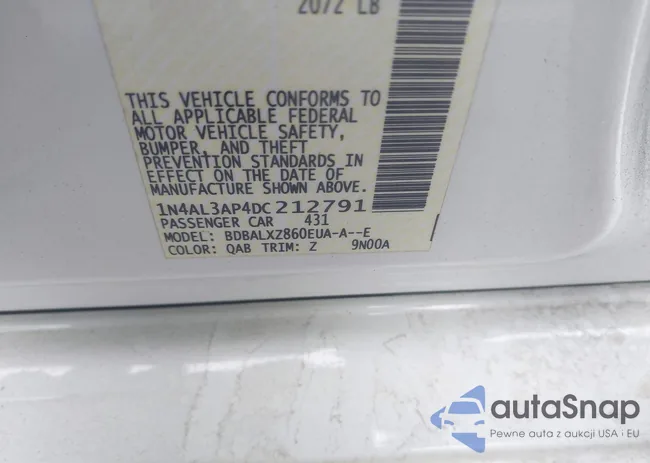 2072 LB
THIS VEHICLE CONFORMS TO
ALL APPLICABLE FEDERAL
MOTOR VEHICLE SAFETY,
BUMPER, AND THEFT
PREVENTION STANDARDS IN
EFFECT ON THE DATE OF
MANUFACTURE SHOWN ABOVE.
1N4AL3AP4DC212791
PASSENGER CAR 431
MODEL: BDBALXZ860EUA-A--E
COLOR: QAB TRIM: Z 9N00A
autoSnap
Pewne auta z aukcji USA i EU